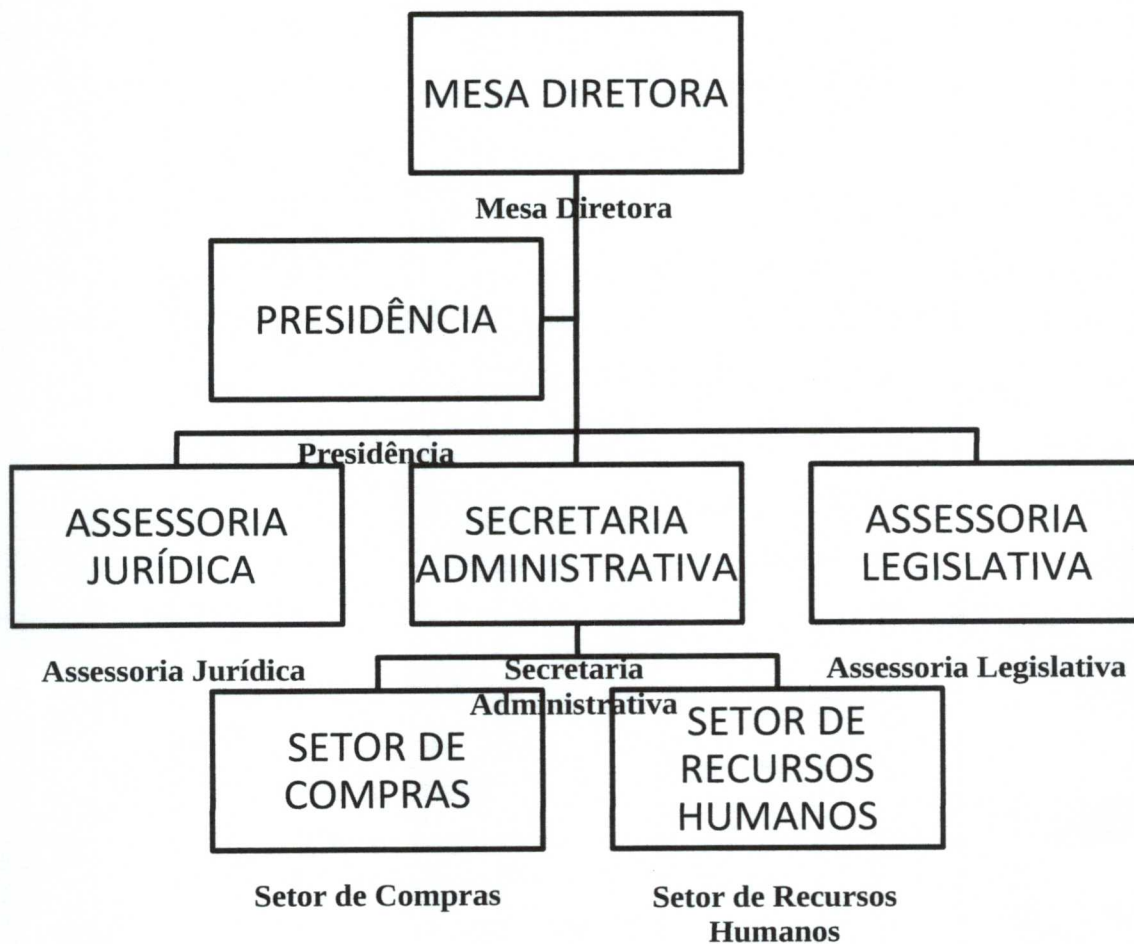 MESA DIRETORA
Mesa Diretora
PRESIDÊNCIA
Presidência
ASSESSORIA
JURÍDICA
SECRETARIA
ADMINISTRATIVA
ASSESSORIA
LEGISLATIVA
Assessoria Jurídica
Secretaria
Administrativa
Assessoria Legislativa
SETOR DE
COMPRAS
SETOR DE
RECURSOS
HUMANOS
Setor de Compras
Setor de Recursos
Humanos